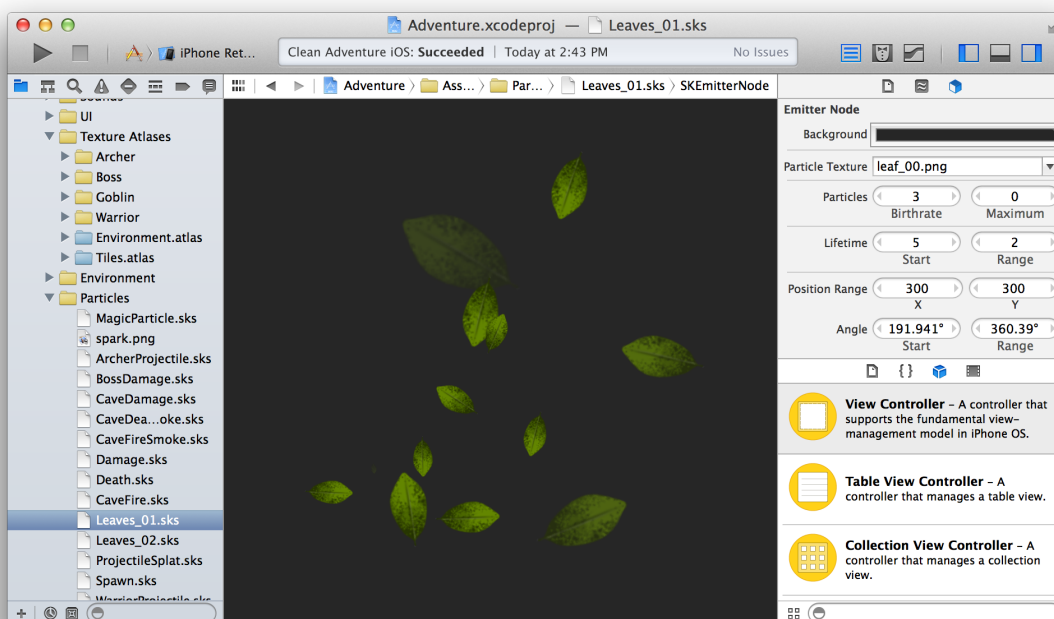 Adventure.xcodeproj — Leaves_01.sks
iPhone Ret...
Clean Adventure iOS: Succeeded | Today at 2:43 PM
No Issues
Adventure
Ass...
Par...
Leaves_01.sks
SKEmitterNode
Sounds
UI
Texture Atlases
Archer
Boss
Goblin
Warrior
Environment.atlas
Tiles.atlas
Environment
Particles
MagicParticle.sks
spark.png
ArcherProjectile.sks
BossDamage.sks
CaveDamage.sks
CaveDea...oke.sks
CaveFireSmoke.sks
Damage.sks
Death.sks
CaveFire.sks
Leaves_01.sks
Leaves_02.sks
ProjectileSplat.sks
Spawn.sks
WarriorProjectile.sks
Emitter Node
Background
Particle Texture leaf_00.png
Particles 3 0
Birthrate Maximum
Lifetime 5 2
Start Range
Position Range 300 300
X Y
Angle 191.941° 360.39°
Start Range
{ }
View Controller – A controller that
supports the fundamental view-
management model in iPhone OS.
Table View Controller – A
controller that manages a table view.
Collection View Controller – A
controller that manages a collection
view.